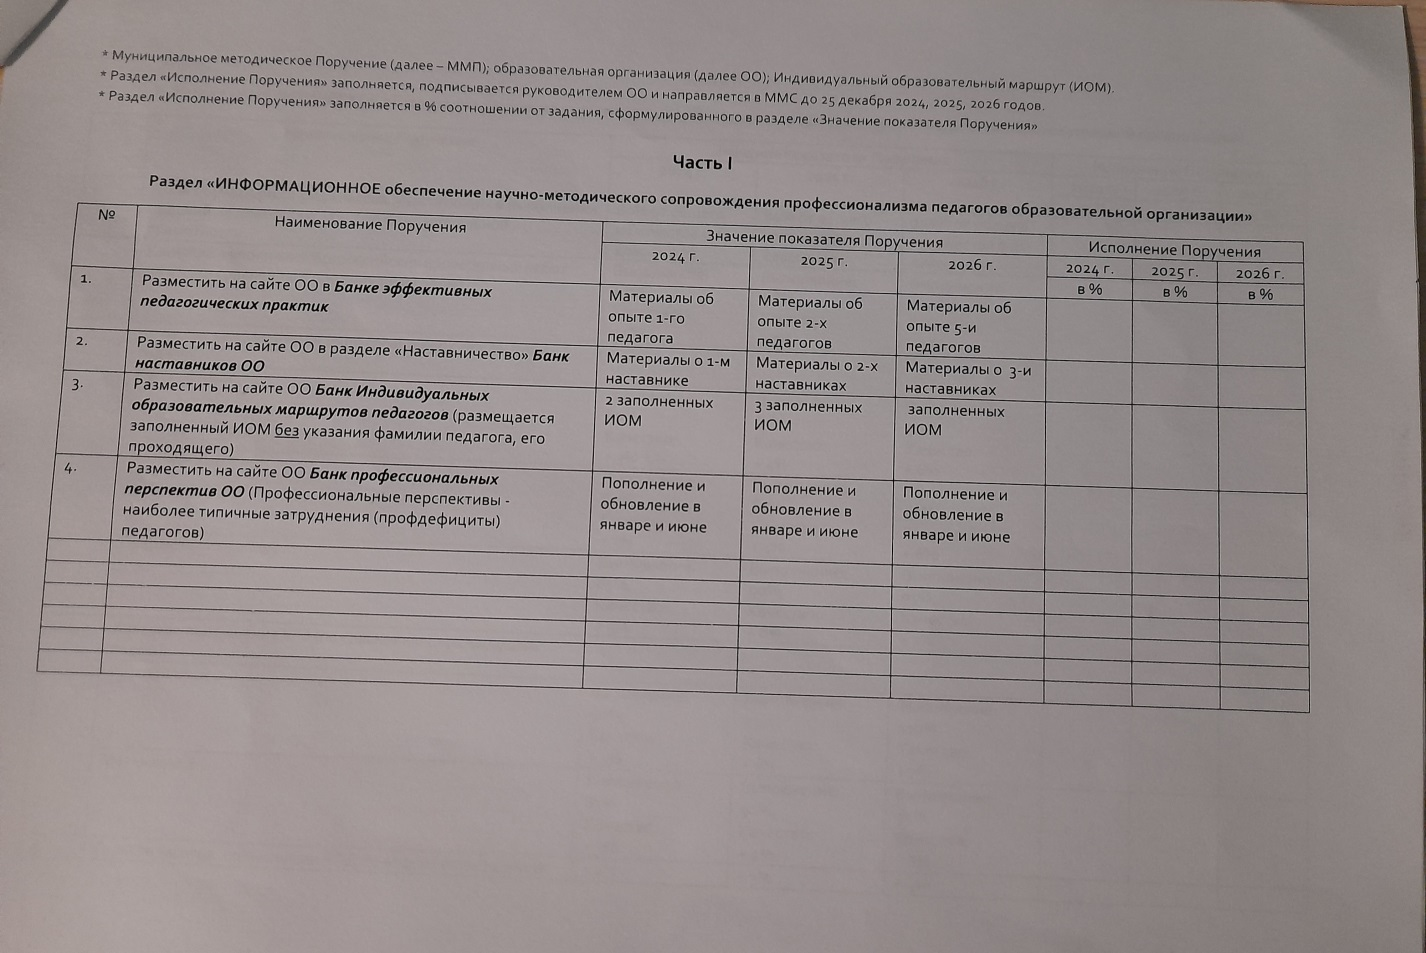 * Муниципальное методическое Поручение (далее – ММП); образовательная организация (далее ОО); Индивидуальный образовательный маршрут (ИОМ).
* Раздел «Исполнение Поручения» заполняется, подписывается руководителем ОО и направляется в ММС до 25 декабря 2024, 2025, 2026 годов.
* Раздел «Исполнение Поручения» заполняется в % соотношении от задания, сформулированного в разделе «Значение показателя Поручения»
Часть I
Раздел «ИНФОРМАЦИОННОЕ обеспечение научно-методического сопровождения профессионализма педагогов образовательной организации»
№
Наименование Поручения
Значение показателя Поручения
Исполнение Поручения
2024 г.
2025 г.
2026 г.
2024 г.
2025 г.
2026 г.
в %
в %
в %
1.
Разместить на сайте ОО в Банке эффективных
педагогических практик
Материалы об
опыте 1-го
педагога
Материалы об
опыте 2-х
педагогов
Материалы об
опыте 5-и
педагогов
2.
Разместить на сайте ОО в разделе «Наставничество» Банк
наставников ОО
Материалы о 1-м
наставнике
Материалы о 2-х
наставниках
Материалы о 3-и
наставниках
3.
Разместить на сайте ОО Банк Индивидуальных
образовательных маршрутов педагогов (размещается
заполненный ИОМ без указания фамилии педагога, его
проходящего)
2 заполненных
ИОМ
3 заполненных
ИОМ
заполненных
ИОМ
4.
Разместить на сайте ОО Банк профессиональных
перспектив ОО (Профессиональные перспективы -
наиболее типичные затруднения (профдефициты)
педагогов)
Пополнение и
обновление в
январе и июне
Пополнение и
обновление в
январе и июне
Пополнение и
обновление в
январе и июне